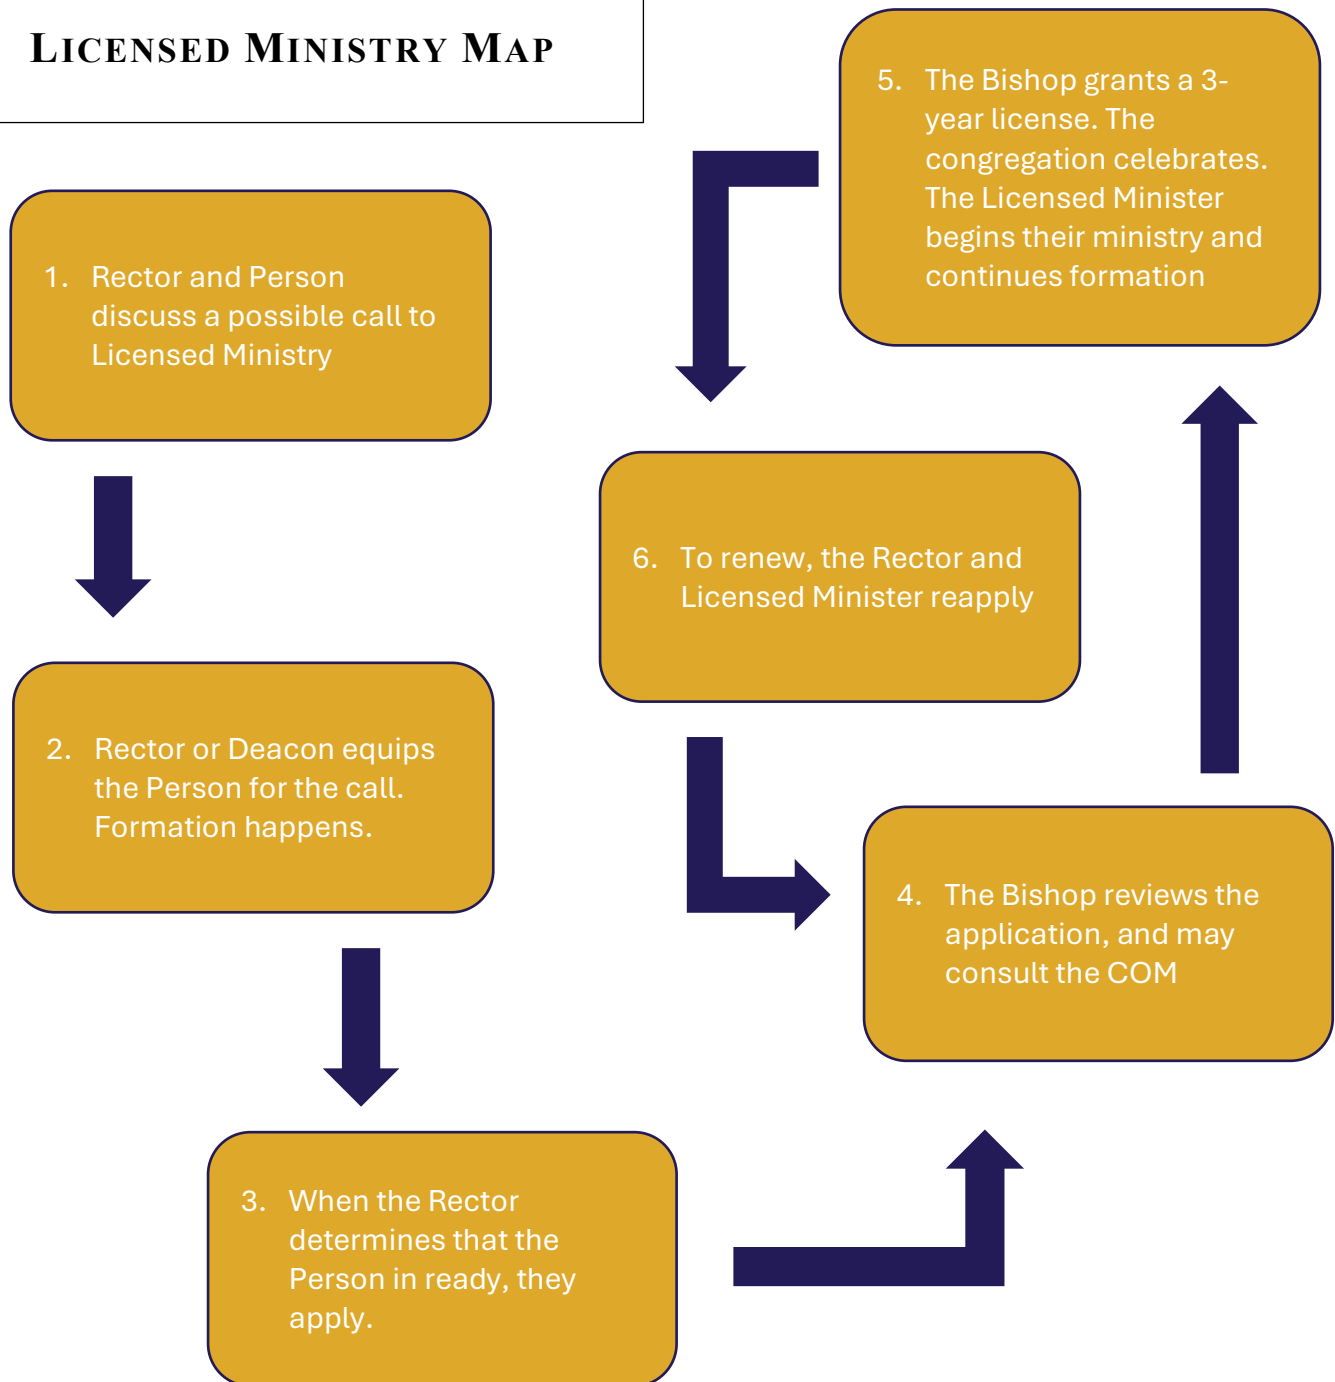 LICENSED MINISTRY MAP
1. Rector and Person
discuss a possible call to
Licensed Ministry
2. Rector or Deacon equips
the Person for the call.
Formation happens.
3. When the Rector
determines that the
Person in ready, they
apply.
4. The Bishop reviews the
application, and may
consult the COM
5. The Bishop grants a 3-
year license. The
congregation celebrates.
The Licensed Minister
begins their ministry and
continues formation
6. To renew, the Rector and
Licensed Minister reapply